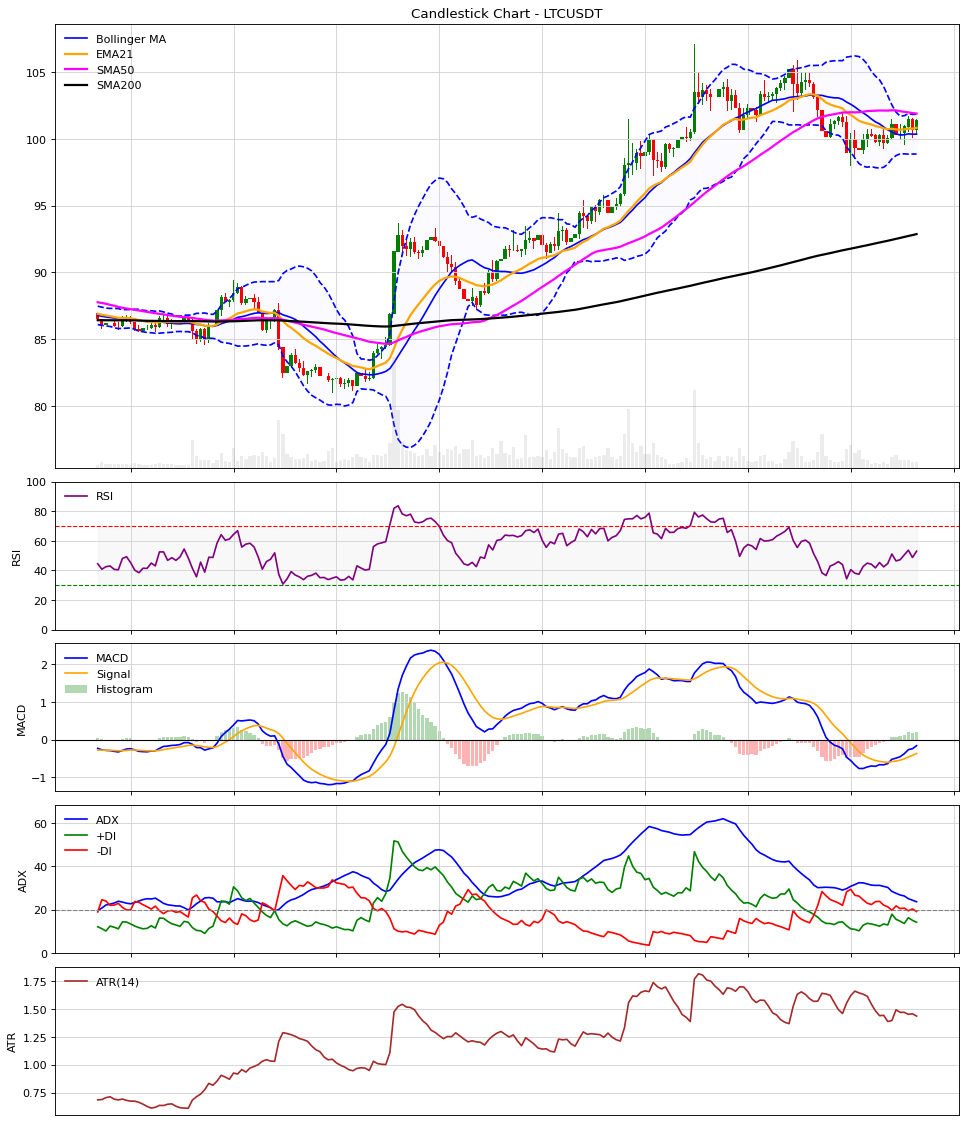 Candlestick Chart - LTCUSDT
Bollinger MA
EMA21
SMA50
SMA200
105
100
95
90
85
80
RSI
100
80
60
40
20
0
RSI
MACD
Signal
Histogram
2
1
0
−1
MACD
ADX
+DI
-DI
60
40
20
0
ADX
ATR(14)
1.75
1.50
1.25
1.00
0.75
ATR